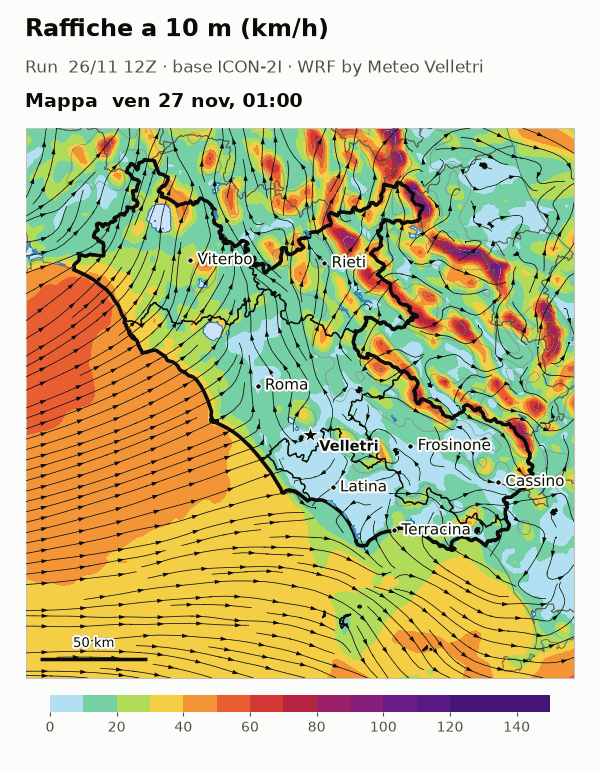 Raffiche a 10 m (km/h)
Run  26/11 12Z · base ICON-2I · WRF by Meteo Velletri
Mappa  ven 27 nov, 01:00
Viterbo
Rieti
Roma
Velletri
Frosinone
Cassino
Latina
Terracina
50 km
0 20 40 60 80 100 120 140